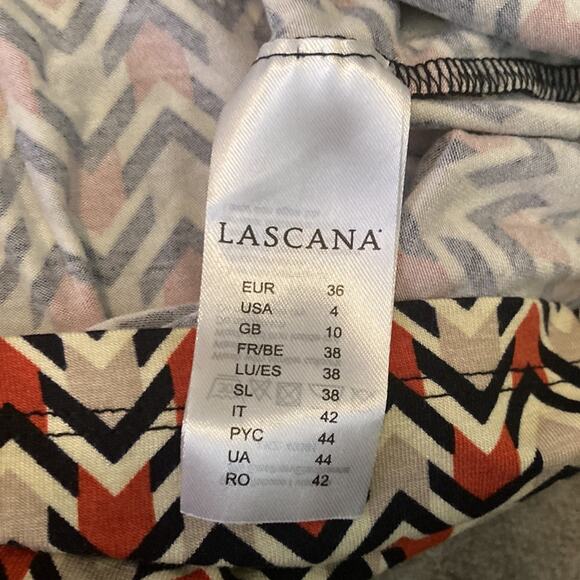 LASCANA
EUR 36
USA 4
GB 10
FR/BE 38
LU/ES 38
SL 38
IT 42
PYC 44
UA 44
RO 42